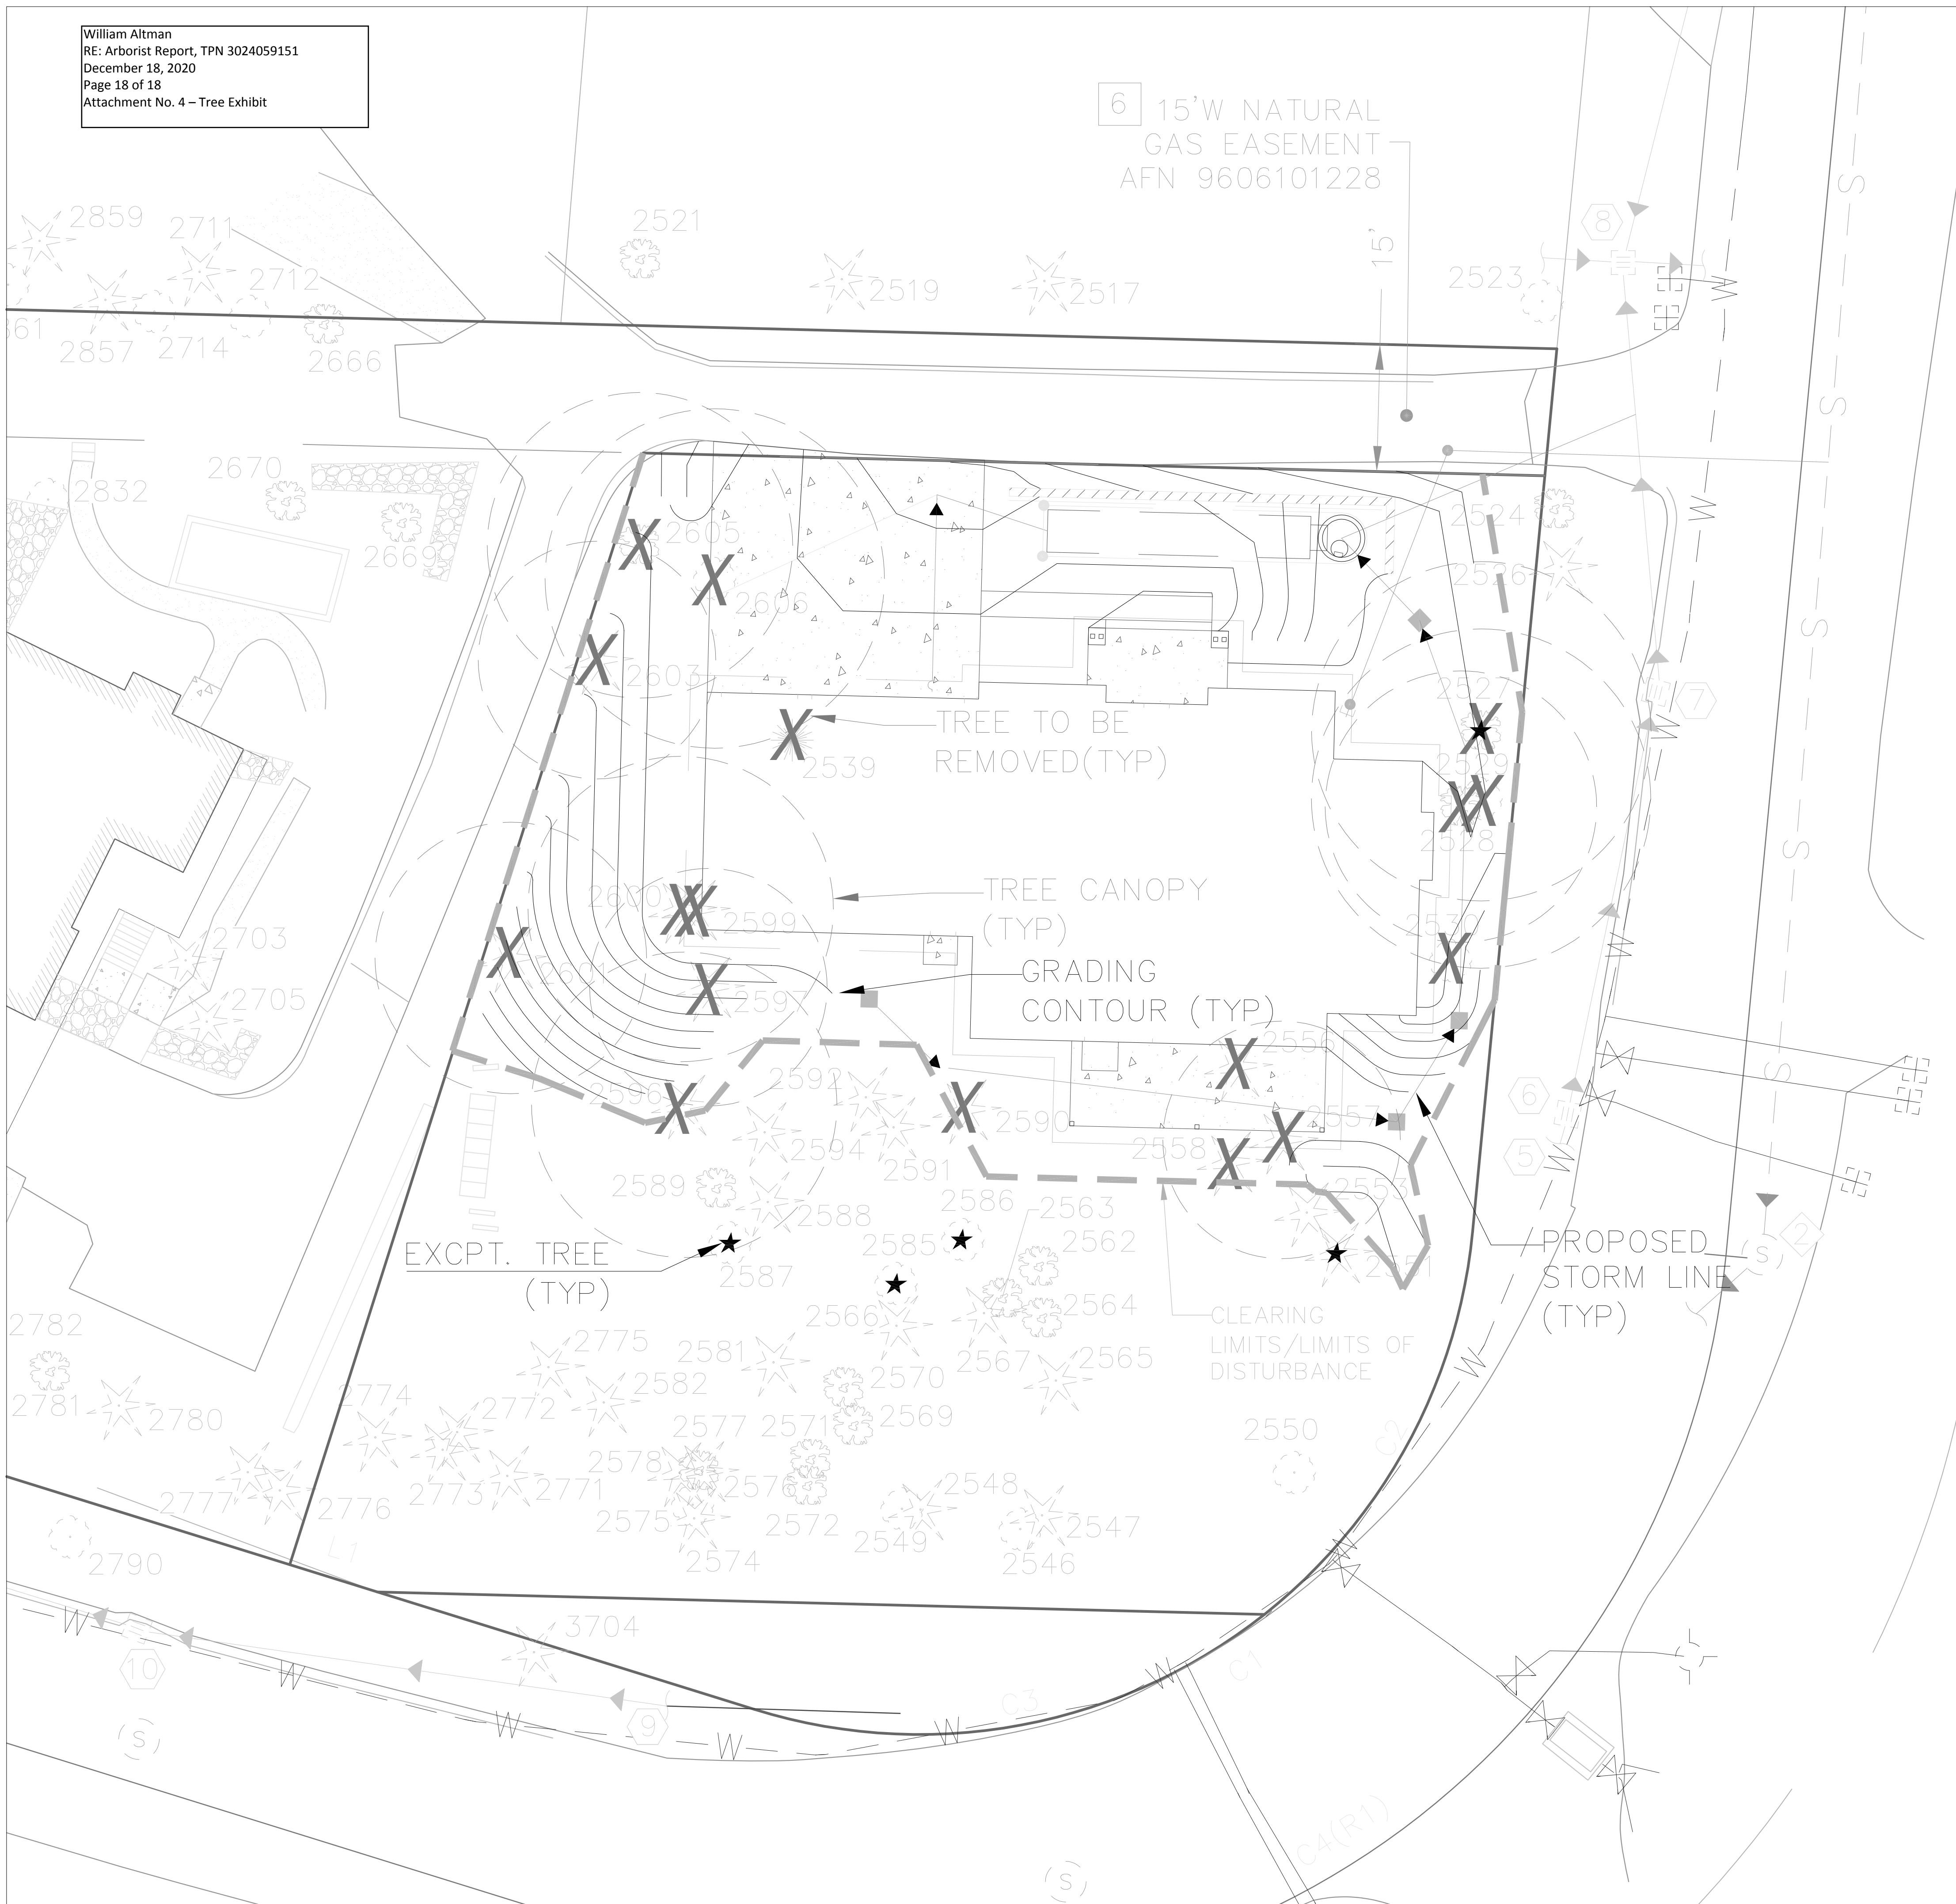 William Altman
RE: Arborist Report, TPN 3024059151
December 18, 2020
Page 18 of 18
Attachment No. 4 – Tree Exhibit
6 15'W NATURAL
GAS EASEMENT
AFN 9606101228
15'
2859
2711
2712
2521
2519
2517
2523
8
S
W
861
2857
2714
2666
S
2670
2832
2669
2605
2606
2603
2524
2526
W
S
TREE TO BE
REMOVED(TYP)
2539
2527
2529
2528
7
W
S
TREE CANOPY
(TYP)
2600
2599
2601
2597
2530
W
2703
2705
GRADING
CONTOUR (TYP)
2556
2592
2596
2590
2557
2594
2591
2558
6
5
W
S
2589
2588
2586
2563
2553
EXCPT. TREE
(TYP)
2587
2585
2562
2551
PROPOSED
STORM LINE
(TYP)
S
2
2564
2566
CLEARING
LIMITS/LIMITS OF
DISTURBANCE
2782
2775
2581
2567
2565
W
2781
2780
2774
2582
2570
2772
2577
2571
2569
2550
2578
2777
2776
2773
2771
2576
2548
2575
2572
2549
2547
2574
2546
L1
2790
W
W
3704
10
W
9
W
W
W
W
C3
C1
S
C4(R1)
S